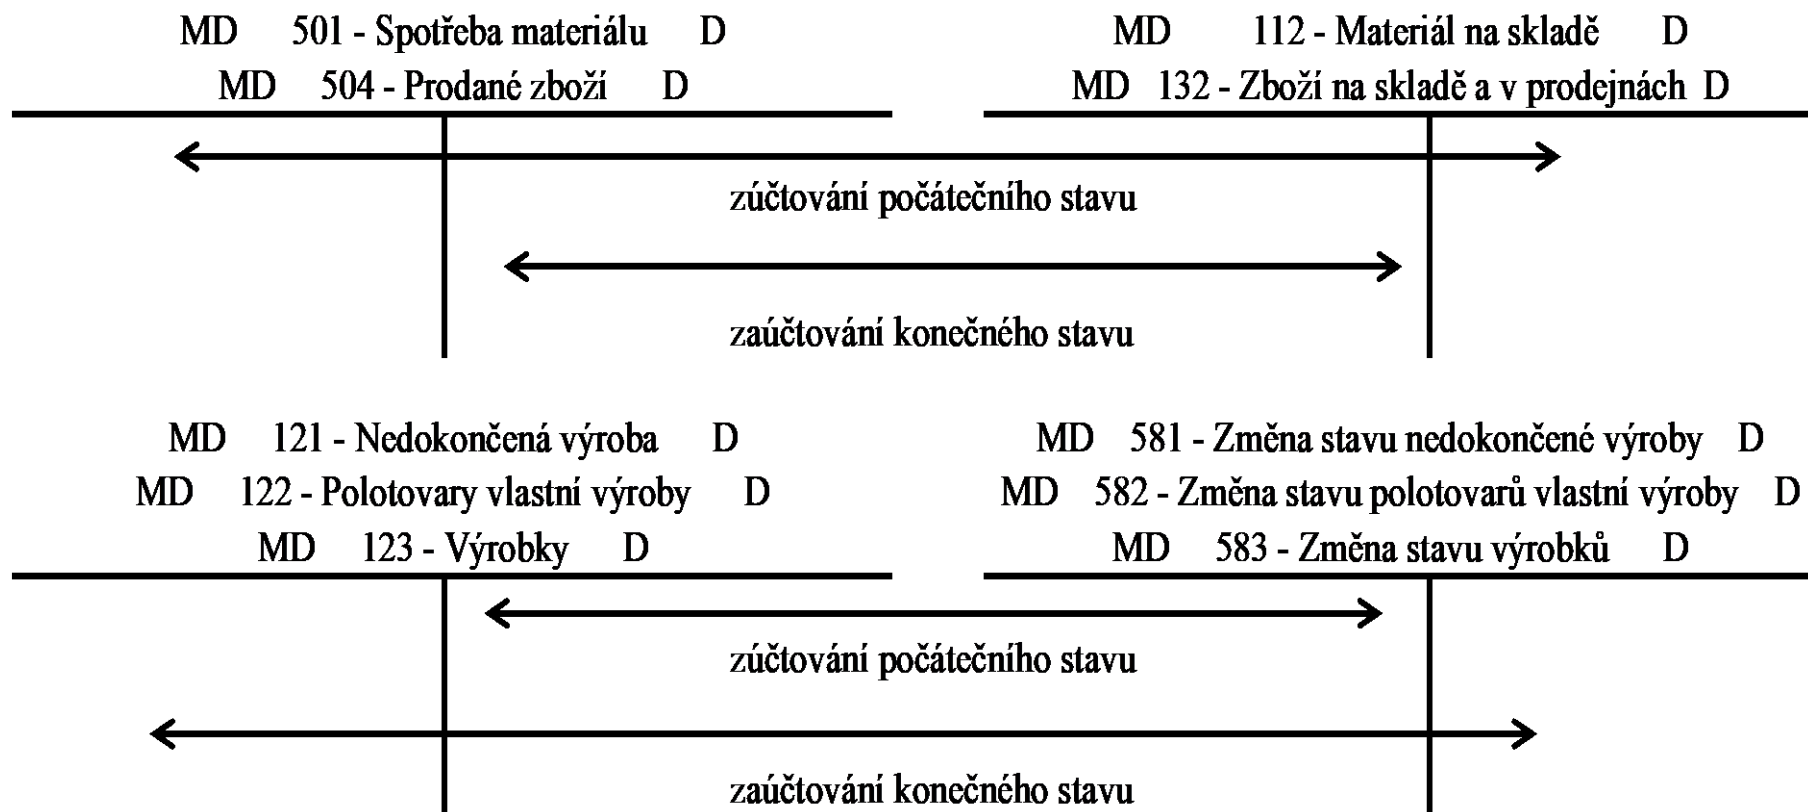 MD 501 - Spotřeba materiálu D
MD 504 - Prodané zboží D
MD 112 - Materiál na skladě D
MD 132 - Zboží na skladě a v prodejnách D
zúčtování počátečního stavu
zaúčtování konečného stavu
MD 121 - Nedokončená výroba D
MD 122 - Polotovary vlastní výroby D
MD 123 - Výrobky D
MD 581 - Změna stavu nedokončené výroby D
MD 582 - Změna stavu polotovarů vlastní výroby D
MD 583 - Změna stavu výrobků D
zúčtování počátečního stavu
zaúčtování konečného stavu